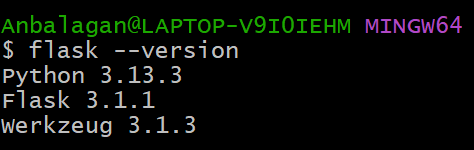 Anbalagan@LAPTOP-V9I0IEHM MINGW64
$ flask --version
Python 3.13.3
Flask 3.1.1
Werkzeug 3.1.3